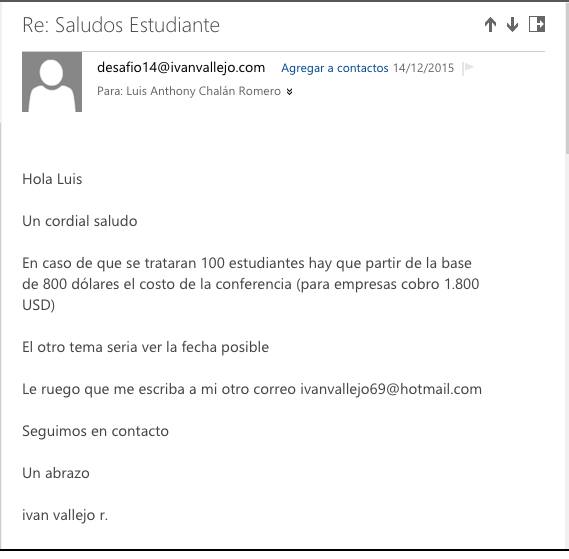 Re: Saludos Estudiante
desafio14@ivanvallejo.com Agregar a contactos 14/12/2015
Para: Luis Anthony Chalán Romero
Hola Luis
Un cordial saludo
En caso de que se trataran 100 estudiantes hay que partir de la base
de 800 dólares el costo de la conferencia (para empresas cobro 1.800
USD)
El otro tema seria ver la fecha posible
Le ruego que me escriba a mi otro correo ivanvallejo69@hotmail.com
Seguimos en contacto
Un abrazo
ivan vallejo r.